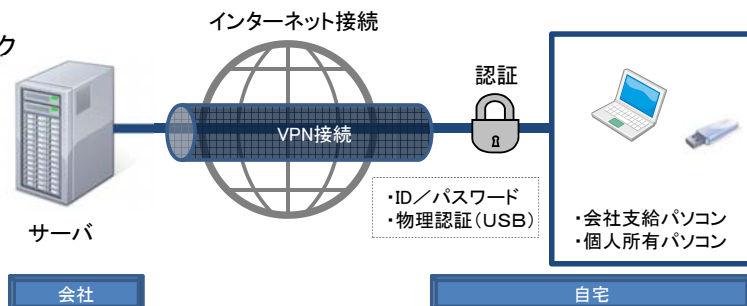 インターネット接続
ク
認証
VPN接続
・ID／パスワード
・物理認証（USB）
サーバ
・会社支給パソコン
・個人所有パソコン
会社
自宅